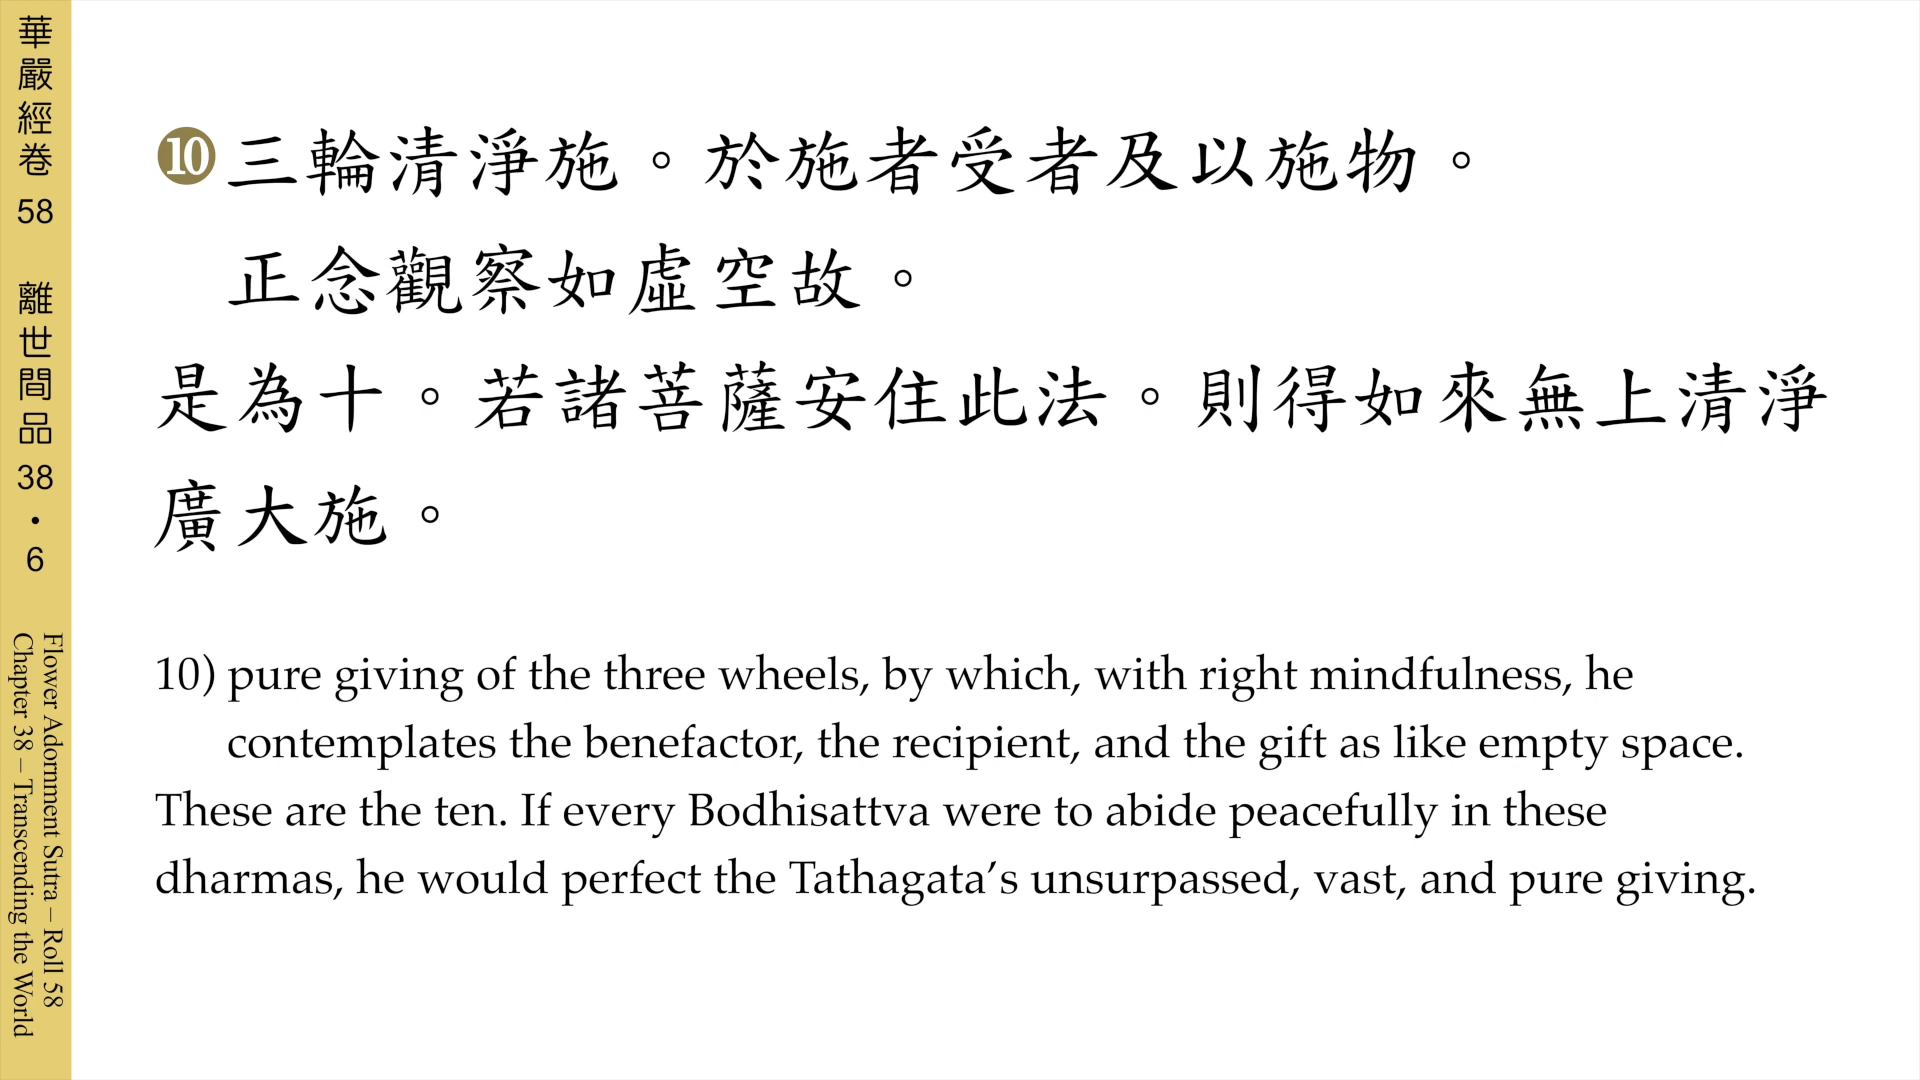 華嚴經卷58 離世間品38・6
Flower Adornment Sutra – Roll 58
Chapter 38 – Transcending the World
❿三輪清淨施。於施者受者及以施物。
正念觀察如虛空故。
是為十。若諸菩薩安住此法。則得如來無上清淨
廣大施。
10) pure giving of the three wheels, by which, with right mindfulness, he
contemplates the benefactor, the recipient, and the gift as like empty space.
These are the ten. If every Bodhisattva were to abide peacefully in these
dharmas, he would perfect the Tathagata’s unsurpassed, vast, and pure giving.